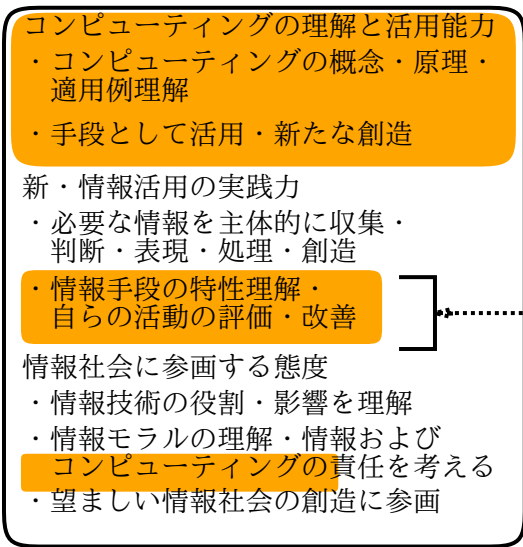 コンピューティングの理解と活用能力
・コンピューティングの概念・原理・
適用例理解
・手段として活用・新たな創造
新・情報活用の実践力
・必要な情報を主体的に収集・
判断・表現・処理・創造
・情報手段の特性理解・
自らの活動の評価・改善
情報社会に参画する態度
・情報技術の役割・影響を理解
・情報モラルの理解・情報および
コンピューティングの責任を考える
・望ましい情報社会の創造に参画